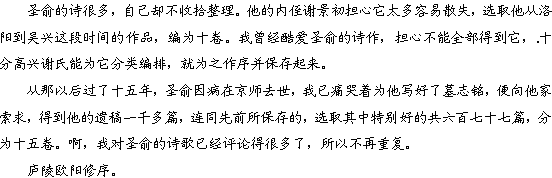 圣俞的诗很多，自己却不收拾整理。他的内侄谢景初担心它太多容易散失，选取他从洛
阳到吴兴这段时间的作品，编为十卷。我曾经酷爱圣俞的诗作，担心不能全部得到它，十
分高兴谢氏能为它分类编排，就为之作序并保存起来。
从那以后过了十五年，圣俞因病在京师去世，我已痛哭着为他写好了墓志铭，便向他家
索求，得到他的遗稿一千多篇，连同先前所保存的，选取其中特别好的共六百七十七篇，分
为十五卷。啊，我对圣俞的诗歌已经评论得很多了，所以不再重复。
庐陵欧阳修序。